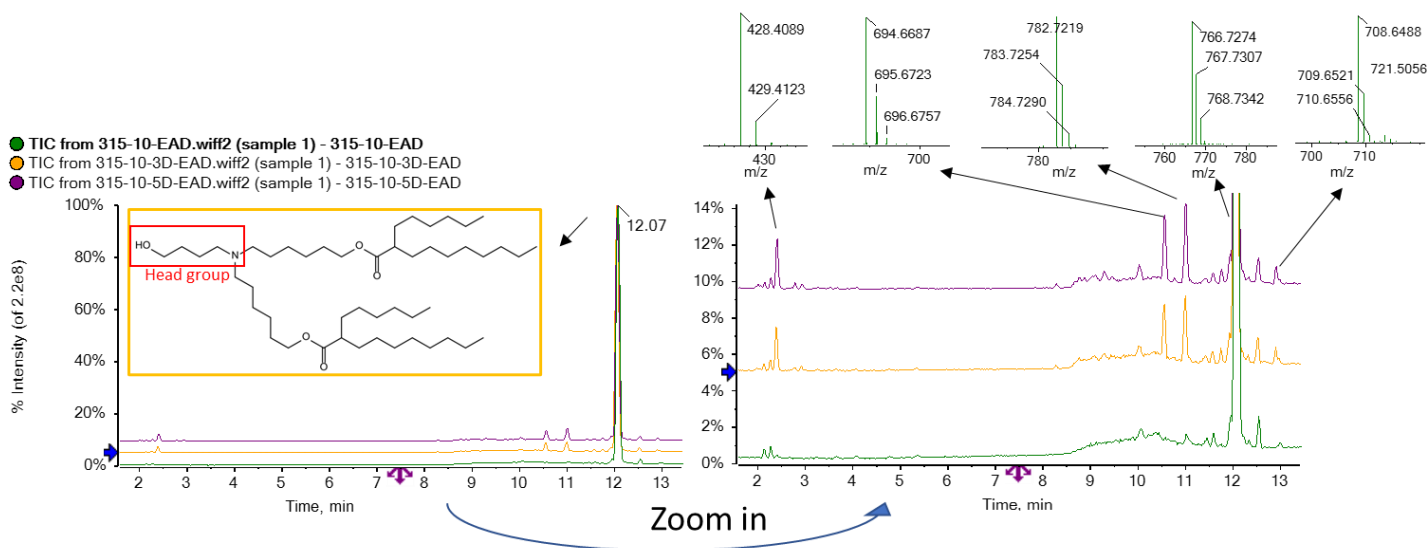 TIC from 315-10-EAD.wiff2 (sample 1) - 315-10-EAD
TIC from 315-10-3D-EAD.wiff2 (sample 1) - 315-10-3D-EAD
TIC from 315-10-5D-EAD.wiff2 (sample 1) - 315-10-5D-EAD
% Intensity (of 2.2e8)
100%
80%
60%
40%
20%
0%
12.07
HO
N
O
O
O
O
Head group
2 3 4 5 6 7 8 9 10 11 12 13
Time, min
428.4089
429.4123
430
m/z
694.6687
695.6723
696.6757
700
m/z
782.7219
783.7254
784.7290
780
m/z
766.7274
767.7307
768.7342
760 770 780
m/z
708.6488
721.5056
709.6521
710.6556
700 710
m/z
14%
12%
10%
8%
6%
4%
2%
0%
2 3 4 5 6 7 8 9 10 11 12 13
Time, min
Zoom in